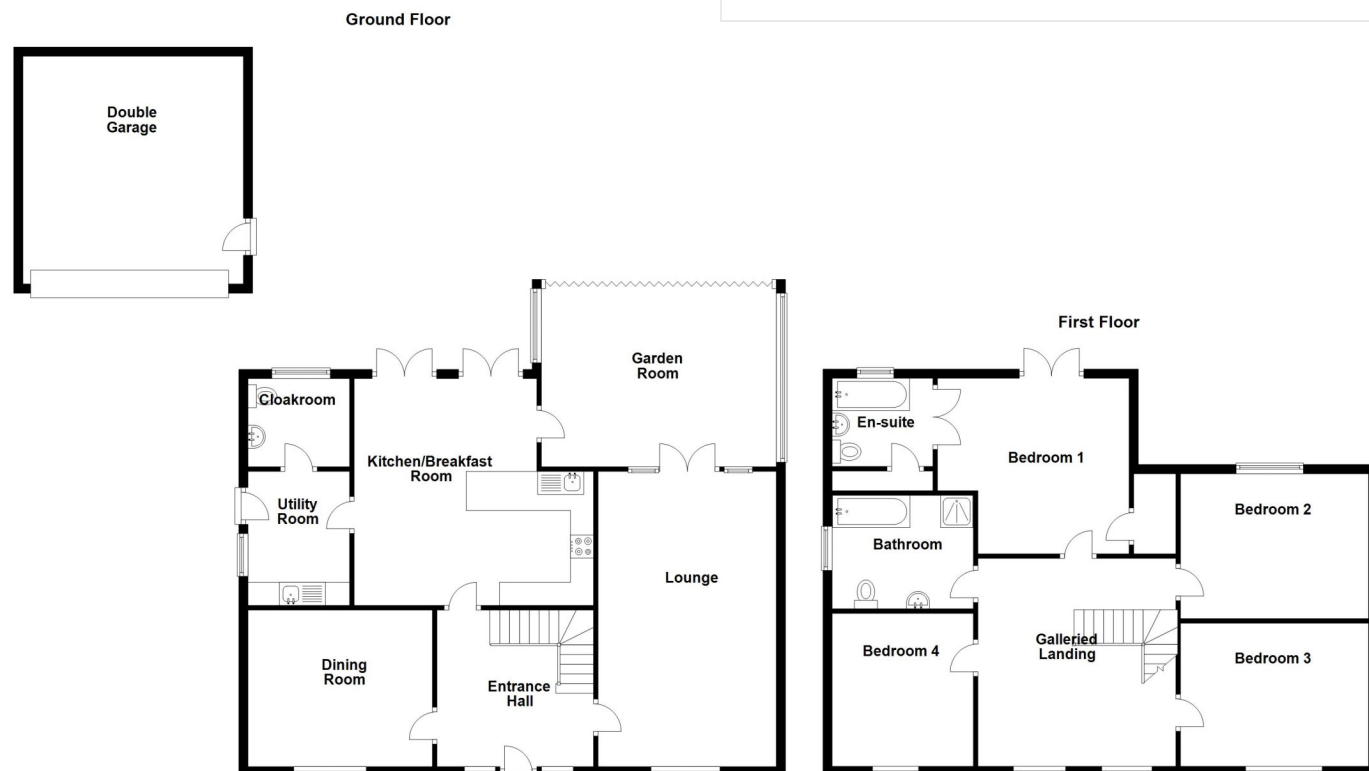 Ground Floor
Double
Garage
Garden
Room
Cloakroom
Kitchen/Breakfast
Room
Utility
Room
Lounge
Dining
Room
Entrance
Hall
First Floor
En-suite
Bedroom 1
Bedroom 2
Bathroom
Bedroom 4
Galleried
Landing
Bedroom 3